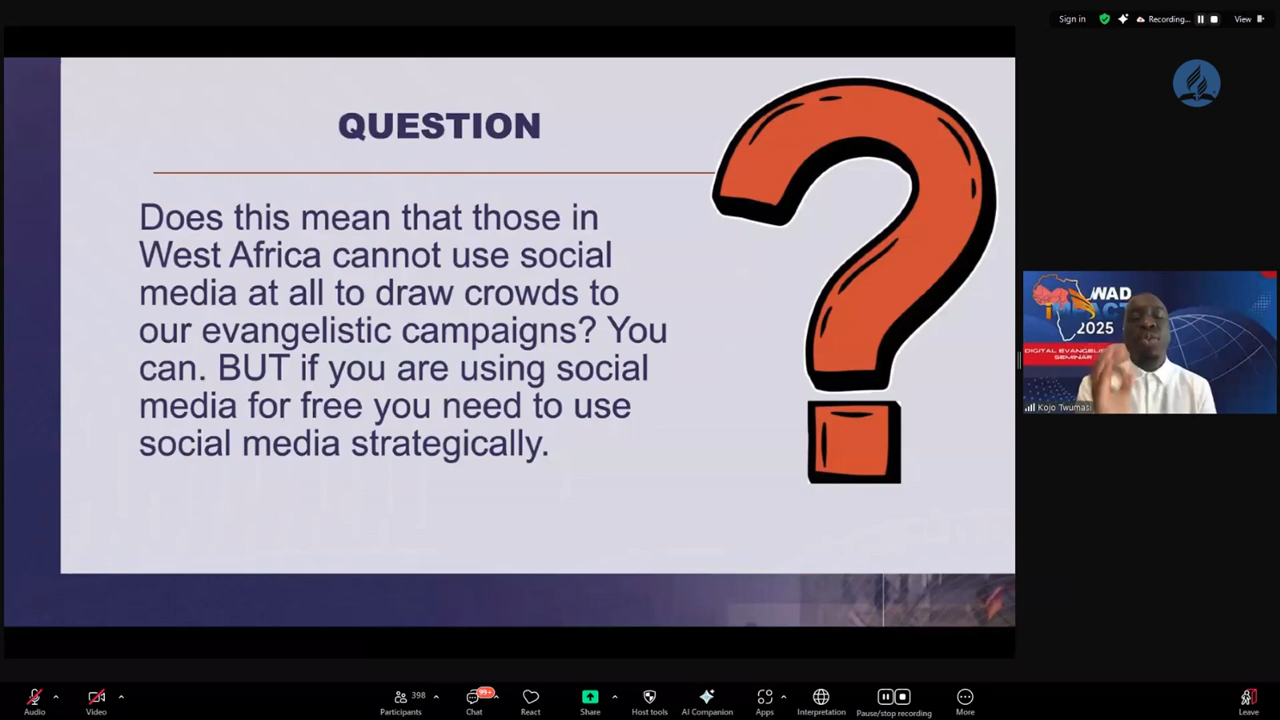 Sign in
Recording...
View
QUESTION
Does this mean that those in
West Africa cannot use social
media at all to draw crowds to
our evangelistic campaigns? You
can. BUT if you are using social
media for free you need to use
social media strategically.
WAD
2025
DIGITAL
SEMINAR
Kojo Twumasi
Audio
Video
398
Participants
99+
Chat
React
Share
Host tools
AI Companion
Apps
Interpretation
Pause/stop recording
More
Leave